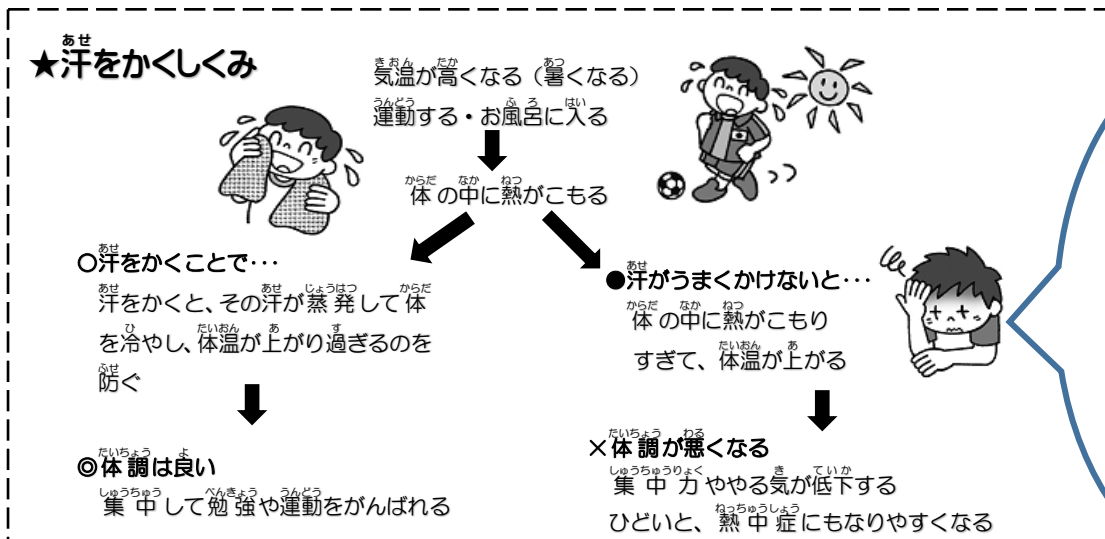 ★汗をかくしくみ
気温が高くなる（暑くなる）
運動する・お風呂に入る
体の中に熱がこもる
○汗をかくことで･･･
汗をかくと、その汗が蒸発して体
を冷やし、体温が上がり過ぎるのを
防ぐ
◎体調は良い
集中して勉強や運動をがんばれる
●汗がうまくかけないと･･･
体の中に熱がこもり
すぎて、体温が上がる
×体調が悪くなる
集中力ややる気が低下する
ひどいと、熱中症にもなりやすくなる